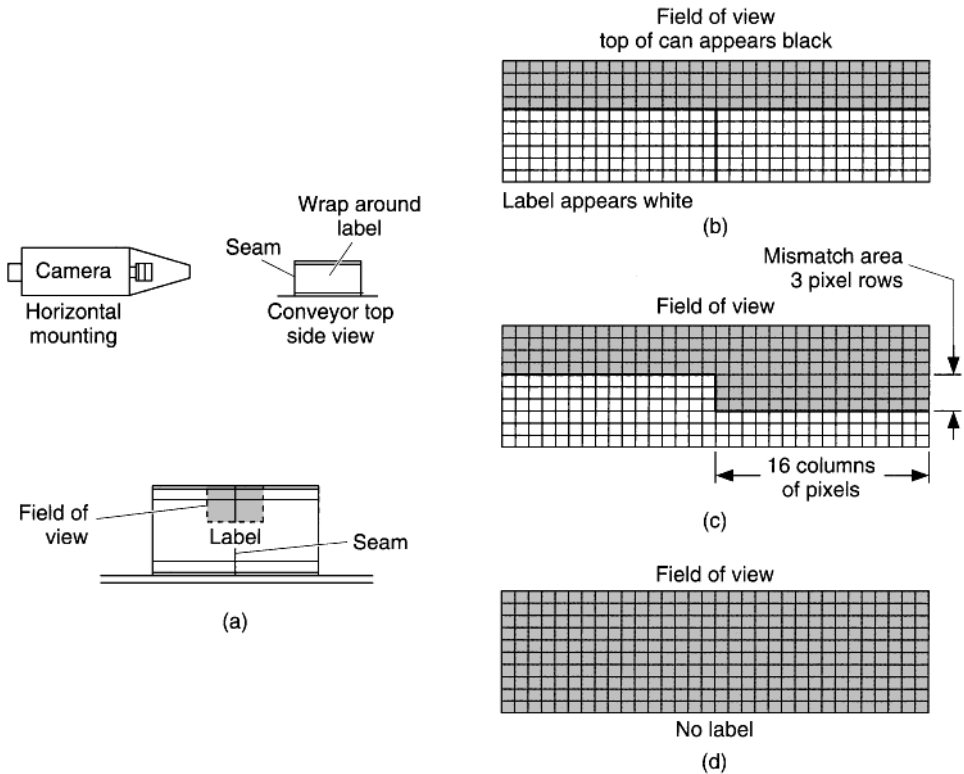 Camera
Horizontal
mounting
Seam
Wrap around
label
Conveyor top
side view
Field of
view
Label
Seam
(a)
Field of view
top of can appears black
Label appears white
(b)
Mismatch area
3 pixel rows
Field of view
16 columns
of pixels
(c)
Field of view
No label
(d)